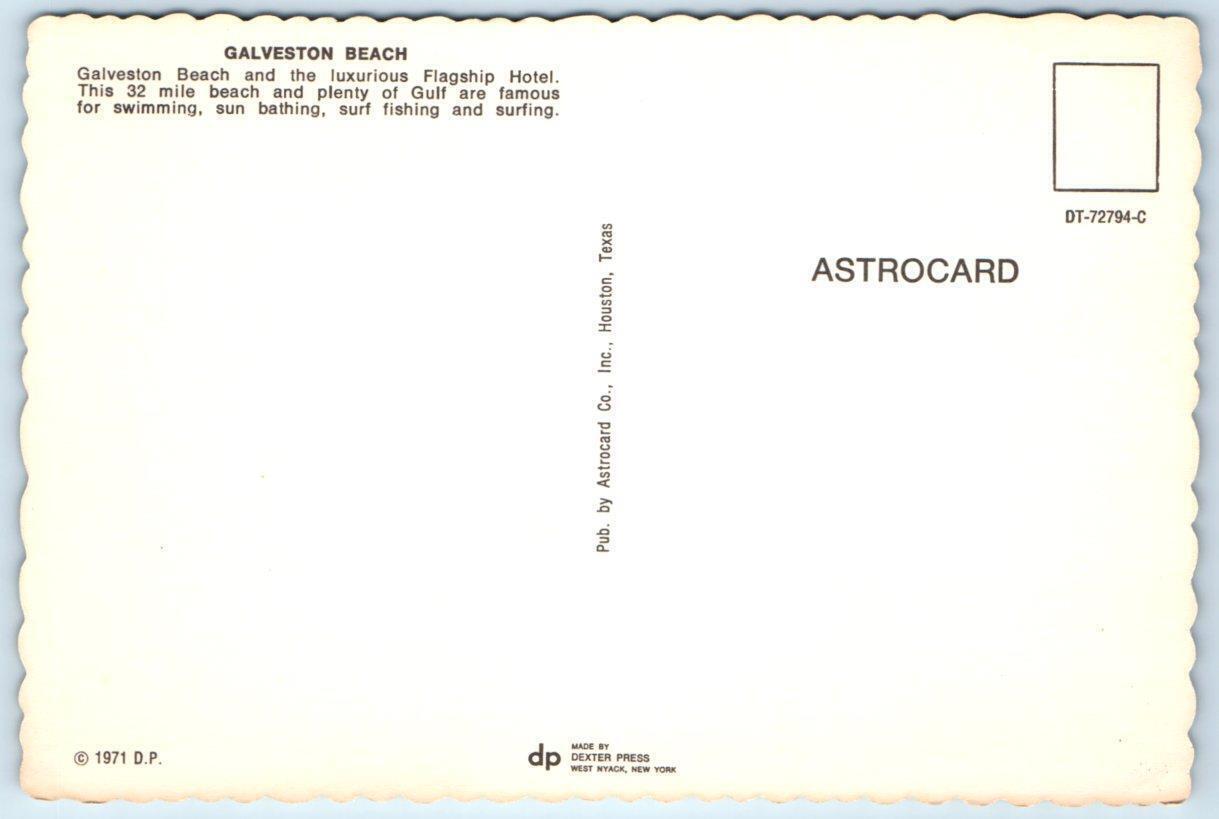 GALVESTON BEACH
Galveston Beach and the luxurious Flagship Hotel.
This 32 mile beach and plenty of Gulf are famous
for swimming, sun bathing, surf fishing and surfing.
DT-72794-C
ASTROCARD
Pub. by Astrocard Co., Inc., Houston, Texas
© 1971 D.P.
dp
MADE BY
DEXTER PRESS
WEST NYACK, NEW YORK